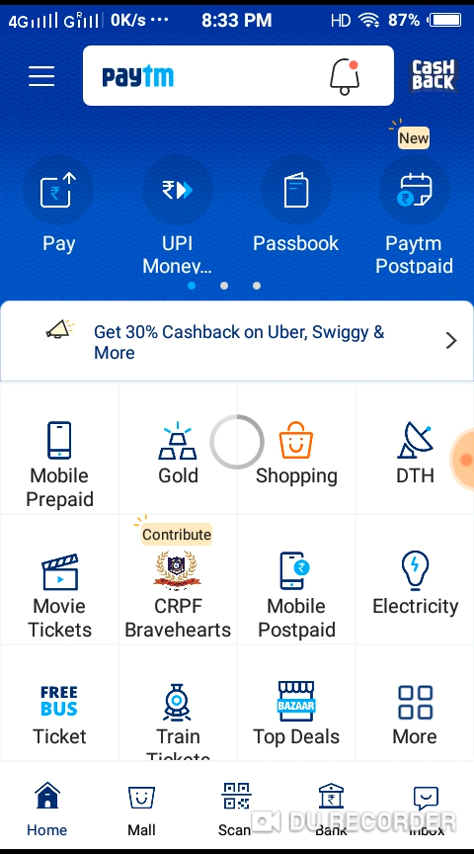 4G G R 0K/s ··· 8:33 PM HD 87%
paytm
CASH
BACK
New
Pay
UPI
Money...
Passbook
Paytm
Postpaid
Get 30% Cashback on Uber, Swiggy &
More
Mobile
Prepaid
Gold
Shopping
DTH
Contribute
Movie
Tickets
CRPF
Bravehearts
Mobile
Postpaid
Electricity
FREE
BUS
Ticket
Train
Tickets
BAZAAR
Top Deals
More
Home
Mall
Scan
Bank
Inbox
DU RECORDER